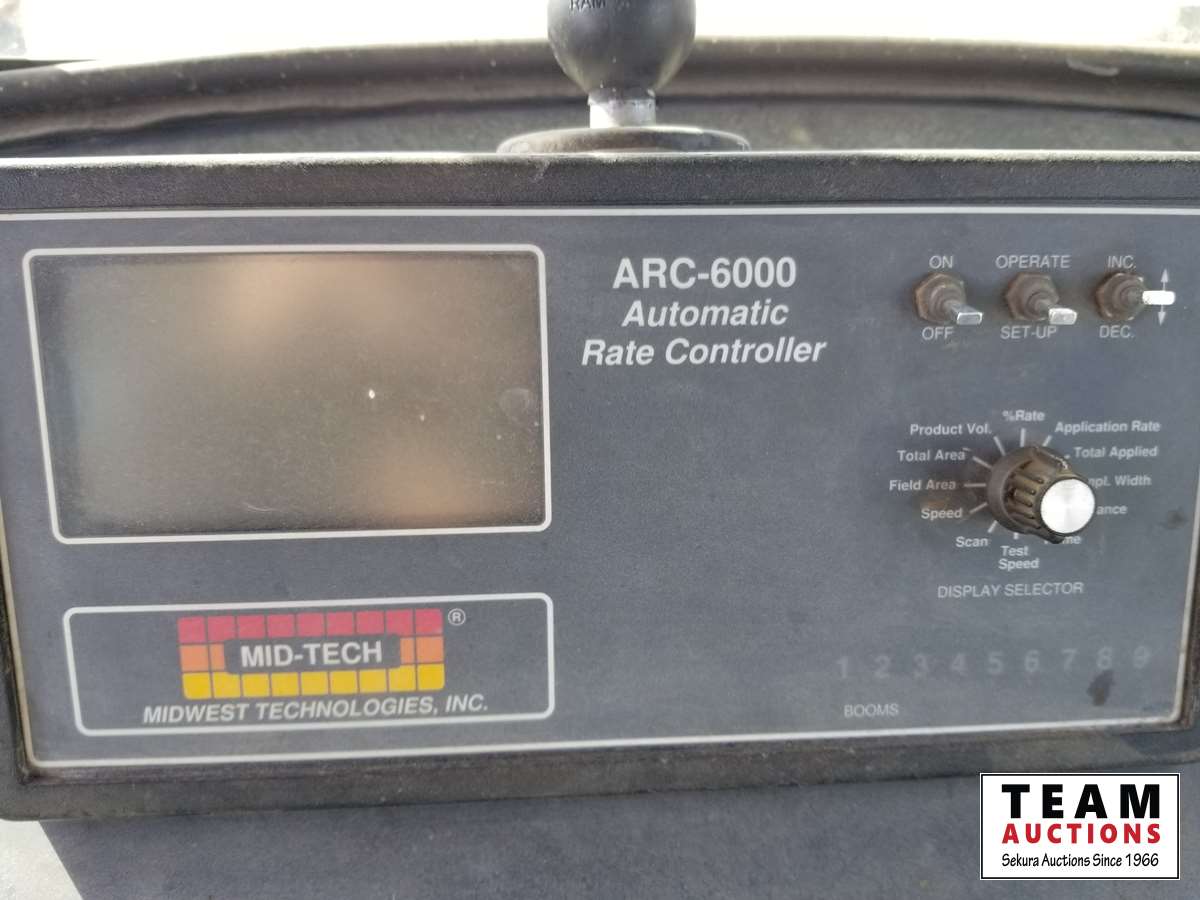 RAM
ARC-6000
Automatic
Rate Controller
ON
OFF
OPERATE
SET-UP
INC.
DEC.
%Rate
Product Vol.
Application Rate
Total Area
Total Applied
Field Area
Width
Speed
Scan
Test
Speed
DISPLAY SELECTOR
MID-TECH ®
MIDWEST TECHNOLOGIES, INC.
1 2 3 4 5 6 7 8 9
BOOMS
TEAM
AUCTIONS
Sekura Auctions Since 1966